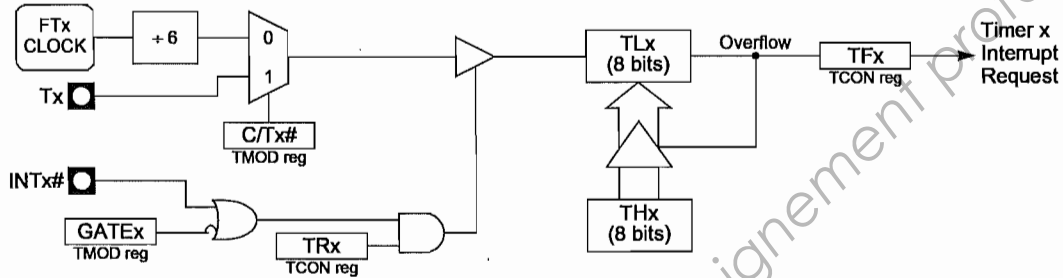 FTx
CLOCK
÷ 6
0
1
Tx
C/Tx#
TMOD reg
INTx#
GATEx
TMOD reg
TRx
TCON reg
TLx
(8 bits)
Overflow
TFx
TCON reg
Timer x
Interrupt
Request
THx
(8 bits)